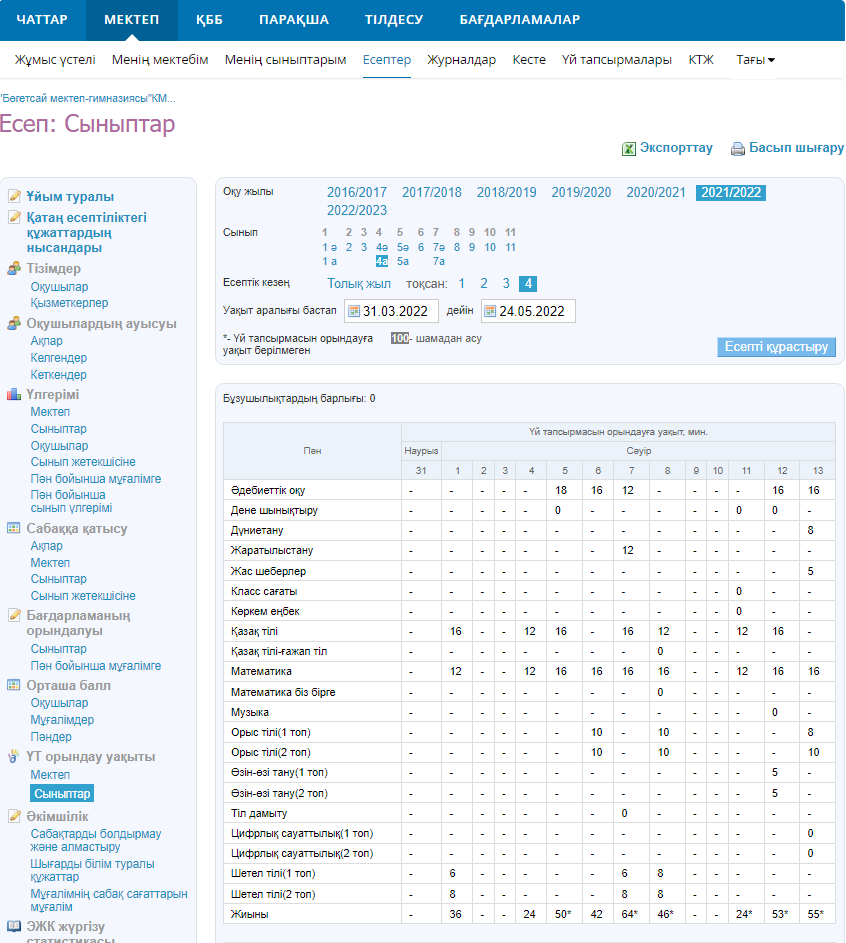 ЧАТТАР МЕКТЕП ҚББ ПАРАҚША ТІЛДЕСУ БАҒДАРЛАМАЛАР
Жұмыс үстелі Менің мектебім Менің сыныптарым Есептер Журналдар Кесте Үй тапсырмалары КТЖ Тағы
"Бөгетсай мектеп-гимназиясы"КМ...
Есеп: Сыныптар
Экспорттау Басып шығару
Ұйым туралы
Қатаң есептіліктегі
құжаттардың
нысандары
Тізімдер
Оқушылар
Қызметкерлер
Оқушылардың ауысуы
Ақпар
Келгендер
Кеткендер
Үлгерімі
Мектеп
Сыныптар
Оқушылар
Сынып жетекшісіне
Пән бойынша мұғалімге
Пән бойынша
сынып үлгерімі
Сабаққа қатысу
Ақпар
Мектеп
Сыныптар
Сынып жетекшісіне
Бағдарламаның
орындалуы
Сыныптар
Пән бойынша мұғалімге
Орташа балл
Оқушылар
Мұғалімдер
Пәндер
ҮТ орындау уақыты
Мектеп
Сыныптар
Әкімшілік
Сабақтарды болдырмау
және алмастыру
Шығарды білім туралы
құжаттар
Мұғалімнің сабақ сағаттарын
мұғалім
ЭЖК жүргізу
статистикасы
Оқу жылы 2016/2017 2017/2018 2018/2019 2019/2020 2020/2021 2021/2022
2022/2023
Сынып 1 2 3 4 5 6 7 8 9 10 11
1 ә 2 3 4ә 5ә 6 7ә 8 9 10 11
1 а 4а 5а 7а
Есептік кезең Толық жыл тоқсан: 1 2 3 4
Уақыт аралығы бастап 31.03.2022 дейін 24.05.2022
*- Үй тапсырмасын орындауға 100- шамадан асу
уақыт берілмеген
Есепті құрастыру
Бұзушылықтардың барлығы: 0
Пән Үй тапсырмасын орындауға уақыт, мин.
Наурыз Сәуір
31 1 2 3 4 5 6 7 8 9 10 11 12 13
Әдебиеттік оқу - - - - - 18 16 12 - - - - 16 16
Дене шынықтыру - - - - - 0 - - - - - 0 0 -
Дүниетану - - - - - - - - - - - - - 8
Жаратылыстану - - - - - - - 12 - - - - - -
Жас шеберлер - - - - - - - - - - - - - 5
Класс сағаты - - - - - - - - - - - 0 - -
Көркем еңбек - - - - - - - - - - - 0 - -
Қазақ тілі - 16 - - 12 16 - 16 12 - - 12 16 -
Қазақ тілі-ғажап тіл - - - - - - - - 0 - - - - -
Математика - 12 - - 12 16 16 16 16 - - 12 16 16
Математика біз бірге - - - - - - - - 0 - - - - -
Музыка - - - - - - - - - - - - 0 -
Орыс тілі(1 топ) - - - - - - 10 - 10 - - - - 8
Орыс тілі(2 топ) - - - - - - 10 - 10 - - - - 10
Өзін-өзі тану(1 топ) - - - - - - - - - - - - 5 -
Өзін-өзі тану(2 топ) - - - - - - - - - - - - 5 -
Тіл дамыту - - - - - - - 0 - - - - - -
Цифрлық сауаттылық(1 топ) - - - - - - - - - - - - - 0
Цифрлық сауаттылық(2 топ) - - - - - - - - - - - - - 0
Шетел тілі(1 топ) - 6 - - - - - 6 8 - - - - -
Шетел тілі(2 топ) - 8 - - - - - 8 8 - - - - -
Жиыны - 36 - - 24 50* 42 64* 46* - - 24* 53* 55*